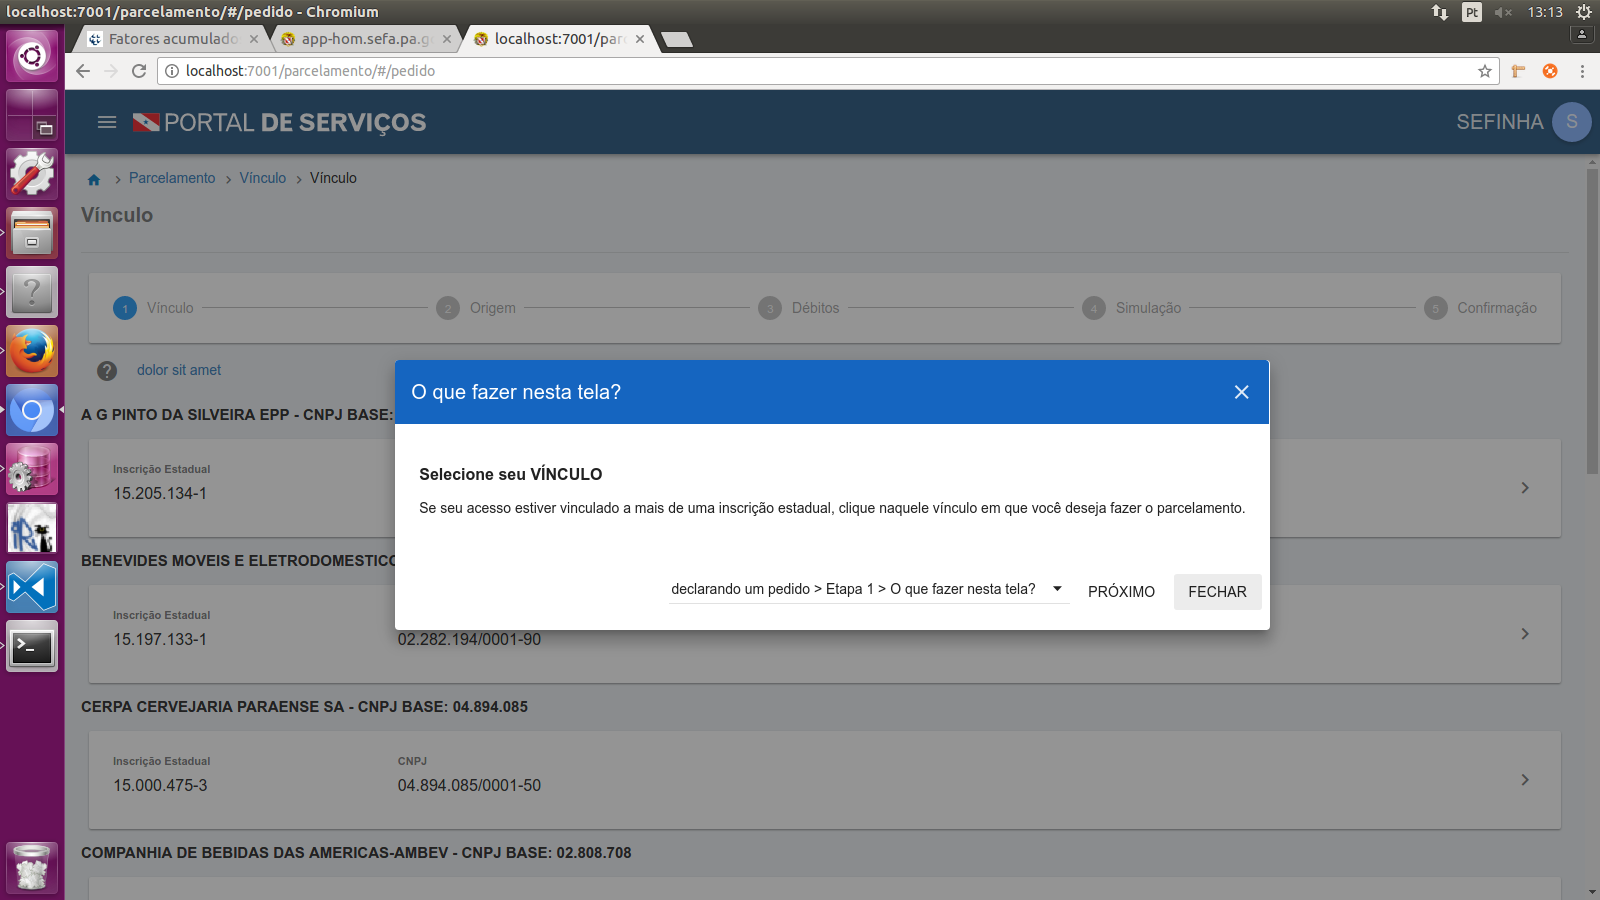 localhost:7001/parcelamento/#/pedido - Chromium
Pt
13:13
Fatores acumulado
app-hom.sefa.pa.g
localhost:7001/par
localhost:7001/parcelamento/#/pedido
PORTAL DE SERVIÇOS
SEFINHA S
Parcelamento > Vínculo > Vínculo
Vínculo
1 Vínculo
2 Origem
3 Débitos
4 Simulação
5 Confirmação
? dolor sit amet
O que fazer nesta tela?
Selecione seu VÍNCULO
Se seu acesso estiver vinculado a mais de uma inscrição estadual, clique naquele vínculo em que você deseja fazer o parcelamento.
declarando um pedido > Etapa 1 > O que fazer nesta tela?
PRÓXIMO
FECHAR
A G PINTO DA SILVEIRA EPP - CNPJ BASE:
Inscrição Estadual
15.205.134-1
BENEVIDES MOVEIS E ELETRODOMESTICO
Inscrição Estadual
15.197.133-1
02.282.194/0001-90
CERPA CERVEJARIA PARAENSE SA - CNPJ BASE: 04.894.085
Inscrição Estadual
CNPJ
15.000.475-3
04.894.085/0001-50
COMPANHIA DE BEBIDAS DAS AMERICAS-AMBEV - CNPJ BASE: 02.808.708